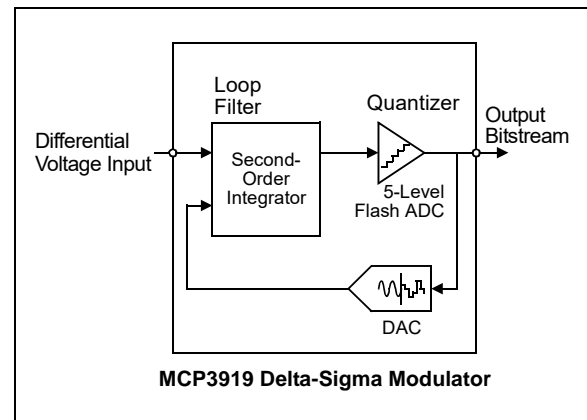 Loop
Filter
Quantizer
Differential
Voltage Input
Second-
Order
Integrator
Output
Bitstream
5-Level
Flash ADC
DAC
MCP3919 Delta-Sigma Modulator